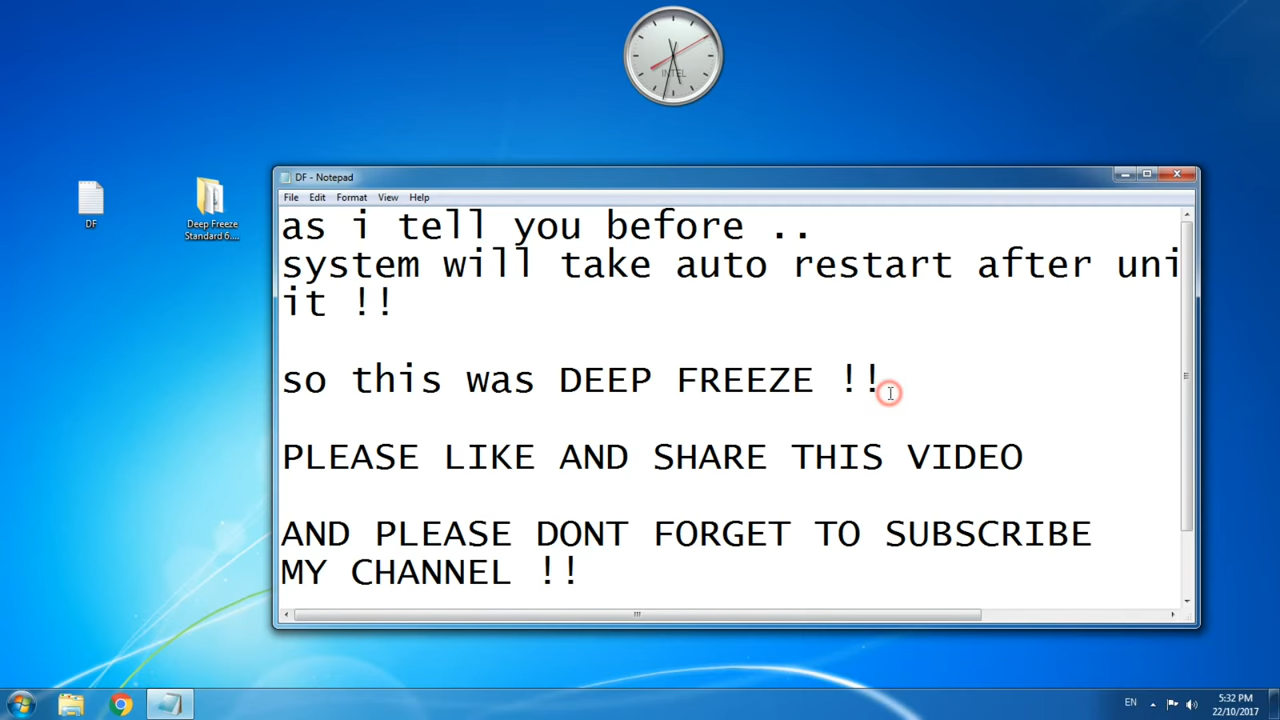 INTEL
DF - Notepad
File Edit Format View Help
as i tell you before ..
system will take auto restart after uni
it !!
so this was DEEP FREEZE !!
PLEASE LIKE AND SHARE THIS VIDEO
AND PLEASE DONT FORGET TO SUBSCRIBE
MY CHANNEL !!
DF
Deep Freeze
Standard 6....
EN
5:32 PM
22/10/2017